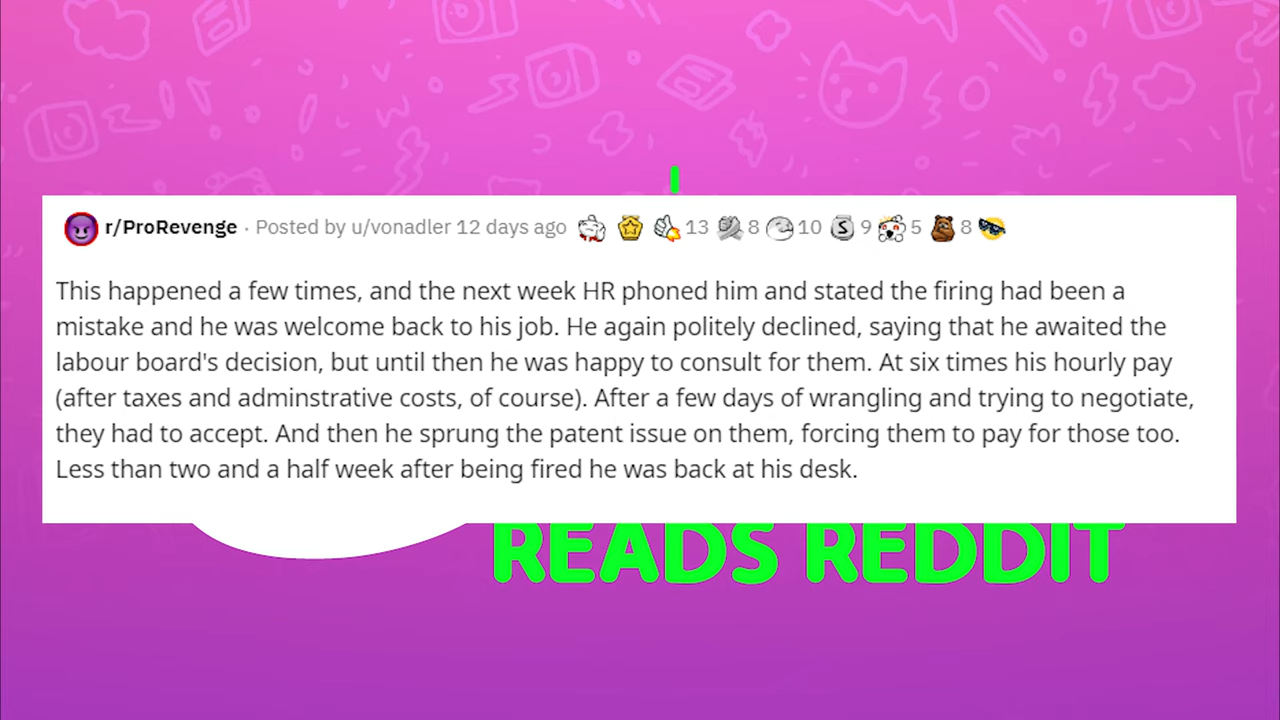 r/ProRevenge · Posted by u/vonadler 12 days ago 13 8 10 S 9 5 8
This happened a few times, and the next week HR phoned him and stated the firing had been a
mistake and he was welcome back to his job. He again politely declined, saying that he awaited the
labour board's decision, but until then he was happy to consult for them. At six times his hourly pay
(after taxes and adminstrative costs, of course). After a few days of wrangling and trying to negotiate,
they had to accept. And then he sprung the patent issue on them, forcing them to pay for those too.
Less than two and a half week after being fired he was back at his desk.
READS REDDIT